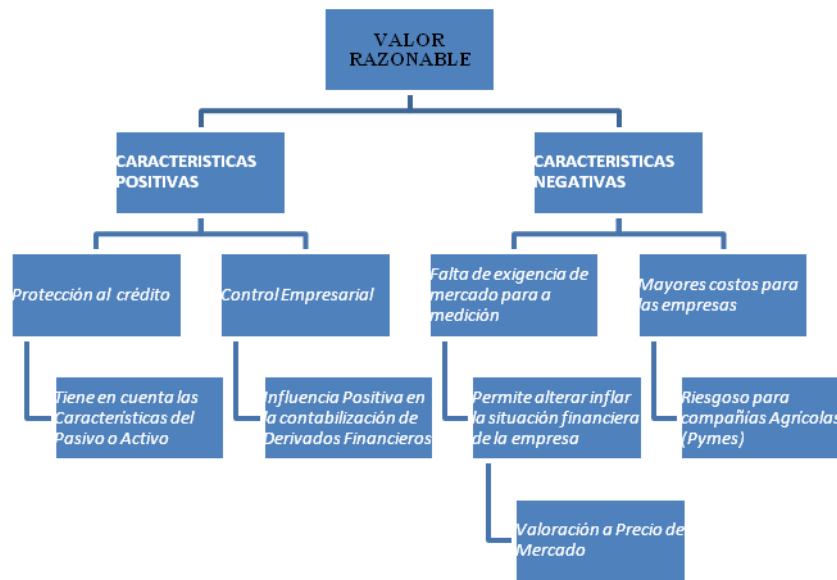 VALOR
RAZONABLE
CARACTERISTICAS
POSITIVAS
CARACTERISTICAS
NEGATIVAS
Protección al crédito
Control Empresarial
Falta de exigencia de
mercado para a
medición
Mayores costos para
las empresas
Tiene en cuenta las
Características del
Pasivo o Activo
Influencia Positiva en
la contabilización de
Derivados Financieros
Permite alterar inflar
la situación financiera
de la empresa
Riesgoso para
compañías Agrícolas
(Pymes)
Valoración a Precio de
Mercado